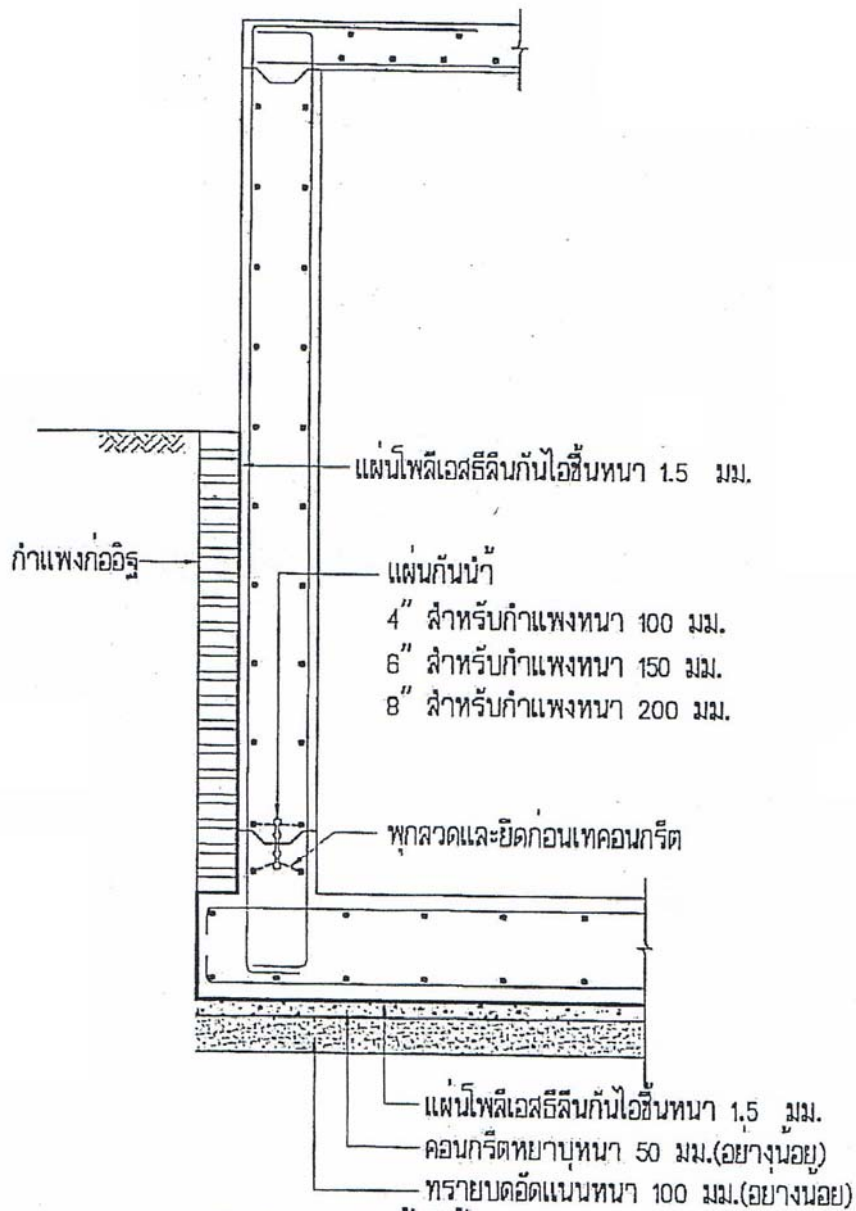 แผ่นโพลีเอสธีลีนกันไอชื้นหนา 1.5 มม.
กำแพงก่ออิฐ
แผ่นกันน้ำ
4" สำหรับกำแพงหนา 100 มม.
6" สำหรับกำแพงหนา 150 มม.
8" สำหรับกำแพงหนา 200 มม.
พุกลวดและยึดก่อนเทคอนกรีต
แผ่นโพลีเอสธีลีนกันไอชื้นหนา 1.5 มม.
คอนกรีตหยาบหนา 50 มม.(อย่างน้อย)
ทรายบดอัดแน่นหนา 100 มม.(อย่างน้อย)